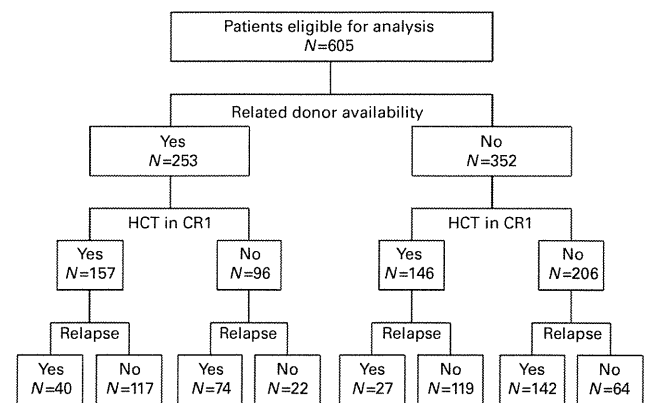 Patients eligible for analysis
N=605
Related donor availability
Yes
N=253
No
N=352
HCT in CR1
HCT in CR1
Yes
N=157
No
N=96
Yes
N=146
No
N=206
Relapse
Relapse
Relapse
Relapse
Yes
N=40
No
N=117
Yes
N=74
No
N=22
Yes
N=27
No
N=119
Yes
N=142
No
N=64